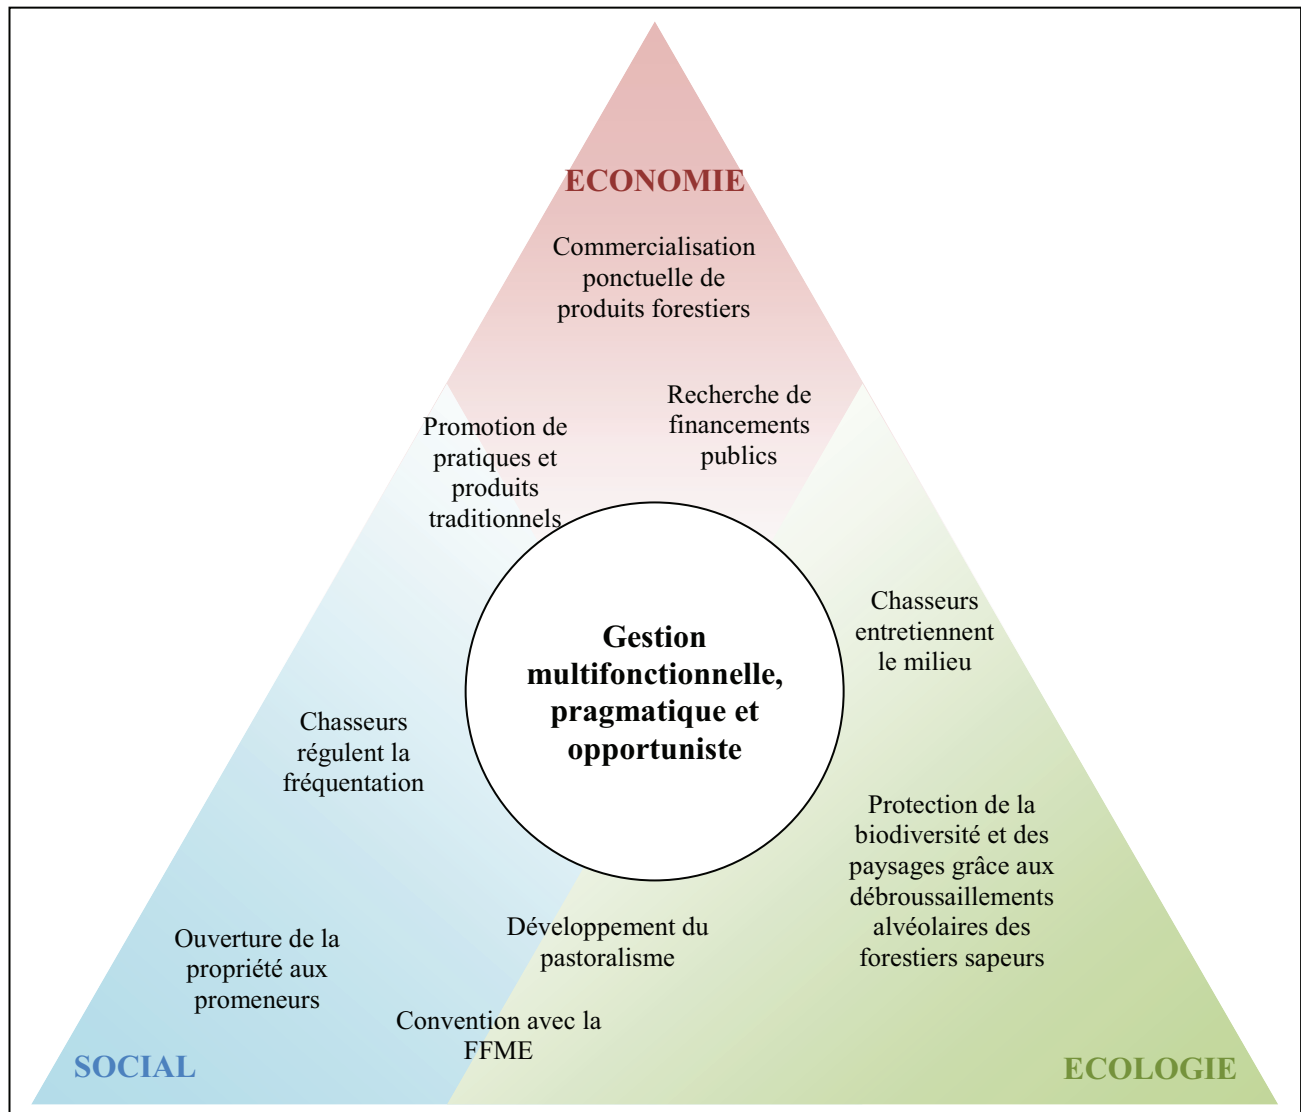 ECONOMIE
Commercialisation
ponctuelle de
produits forestiers
Recherche de
financements
publics
Promotion de
pratiques et
produits
traditionnels
Chasseurs
entretiennent
le milieu
Gestion
multifonctionnelle,
pragmatique et
opportuniste
Chasseurs
régulent la
fréquentation
Protection de la
biodiversité et des
paysages grâce aux
débroussaillements
alvéolaires des
forestiers sapeurs
Développement du
pastoralisme
Ouverture de la
propriété aux
promeneurs
Convention avec la
FFME
SOCIAL
ECOLOGIE